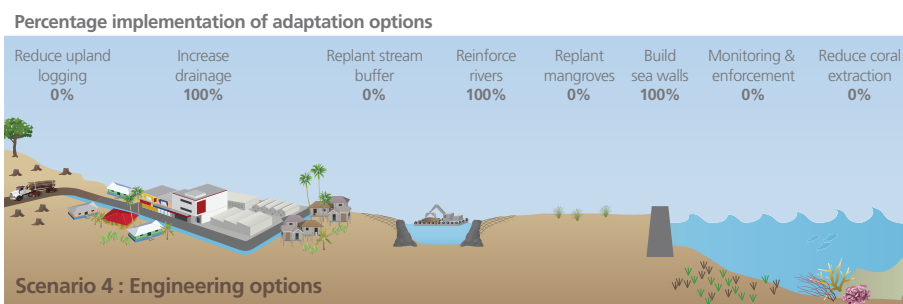 Percentage implementation of adaptation options
Reduce upland
logging
0%
Increase
drainage
100%
Replant stream
buffer
0%
Reinforce
rivers
100%
Replant
mangroves
0%
Build
sea walls
100%
Monitoring &
enforcement
0%
Reduce coral
extraction
0%
Scenario 4 : Engineering options